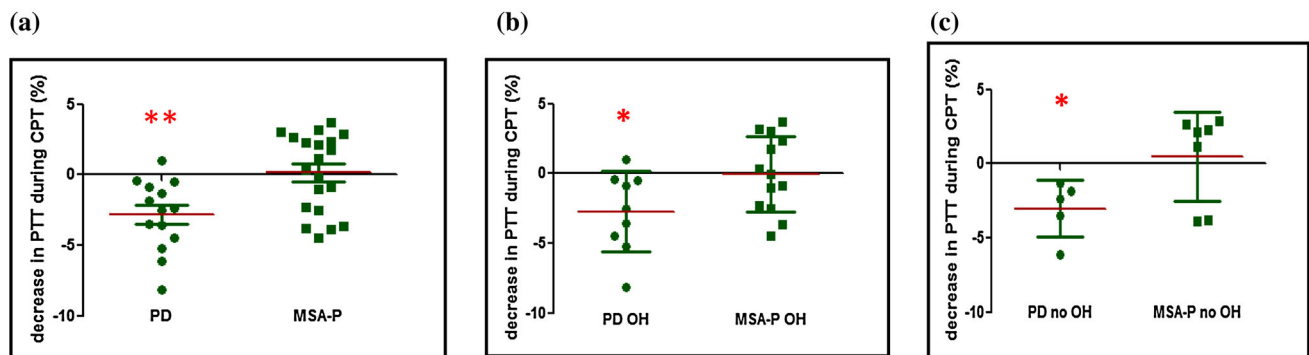 (a)
decrease in PTT during CPT (%)
5
0
-5
-10
**
PD
MSA-P
(b)
decrease in PTT during CPT (%)
5
0
-5
-10
*
PD OH
MSA-P OH
(c)
decrease in PTT during CPT (%)
5
0
-5
-10
*
PD no OH
MSA-P no OH